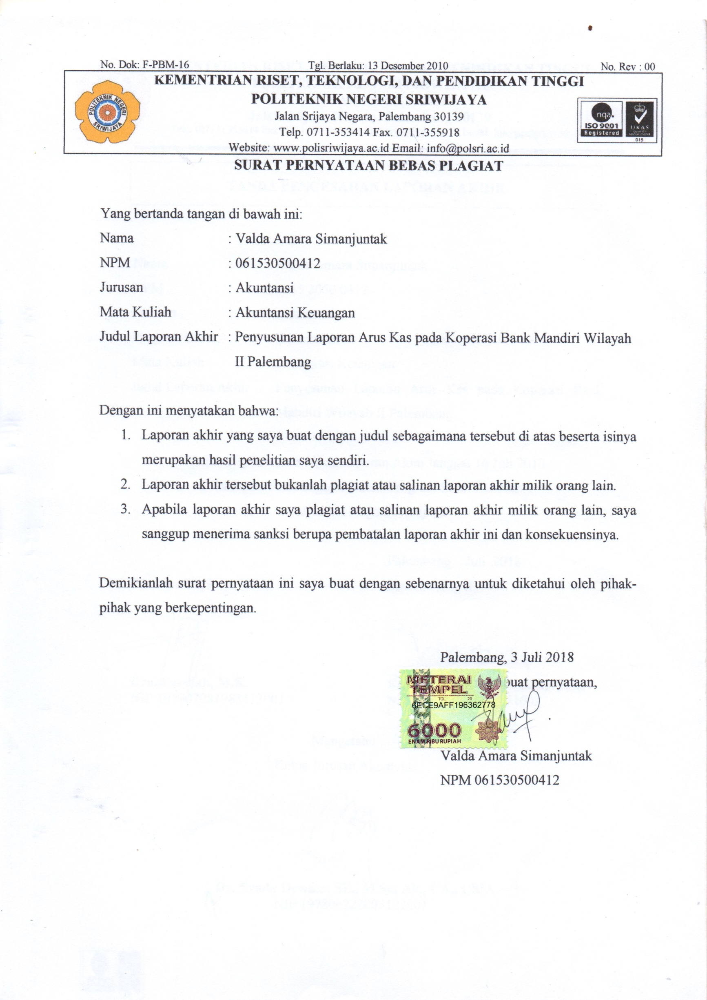 No. Dok: F-PBM-16 Tgl. Berlaku: 13 Desember 2010 No. Rev : 00
KEMENTRIAN RISET, TEKNOLOGI, DAN PENDIDIKAN TINGGI
POLITEKNIK NEGERI SRIWIJAYA
Jalan Srijaya Negara, Palembang 30139
Telp. 0711-353414 Fax. 0711-355918
Website: www.polisriwijaya.ac.id Email: info@polsri.ac.id
POLITEKNIK NEGERI
SRIWIJAYA
nqa.
ISO 9001
Registered
UKAS
QUALITY
MANAGEMENT
015
SURAT PERNYATAAN BEBAS PLAGIAT
Yang bertanda tangan di bawah ini:
Nama : Valda Amara Simanjuntak
NPM : 061530500412
Jurusan : Akuntansi
Mata Kuliah : Akuntansi Keuangan
Judul Laporan Akhir : Penyusunan Laporan Arus Kas pada Koperasi Bank Mandiri Wilayah
II Palembang
Dengan ini menyatakan bahwa:
1. Laporan akhir yang saya buat dengan judul sebagaimana tersebut di atas beserta isinya
merupakan hasil penelitian saya sendiri.
2. Laporan akhir tersebut bukanlah plagiat atau salinan laporan akhir milik orang lain.
3. Apabila laporan akhir saya plagiat atau salinan laporan akhir milik orang lain, saya
sanggup menerima sanksi berupa pembatalan laporan akhir ini dan konsekuensinya.
Demikianlah surat pernyataan ini saya buat dengan sebenarnya untuk diketahui oleh pihak-
pihak yang berkepentingan.
Palembang, 3 Juli 2018
buat pernyataan,
METERAI
TEMPEL
TGL. 20
6ECE9AFF196362778
6000
ENAM RIBU RUPIAH
Valda Amara Simanjuntak
NPM 061530500412